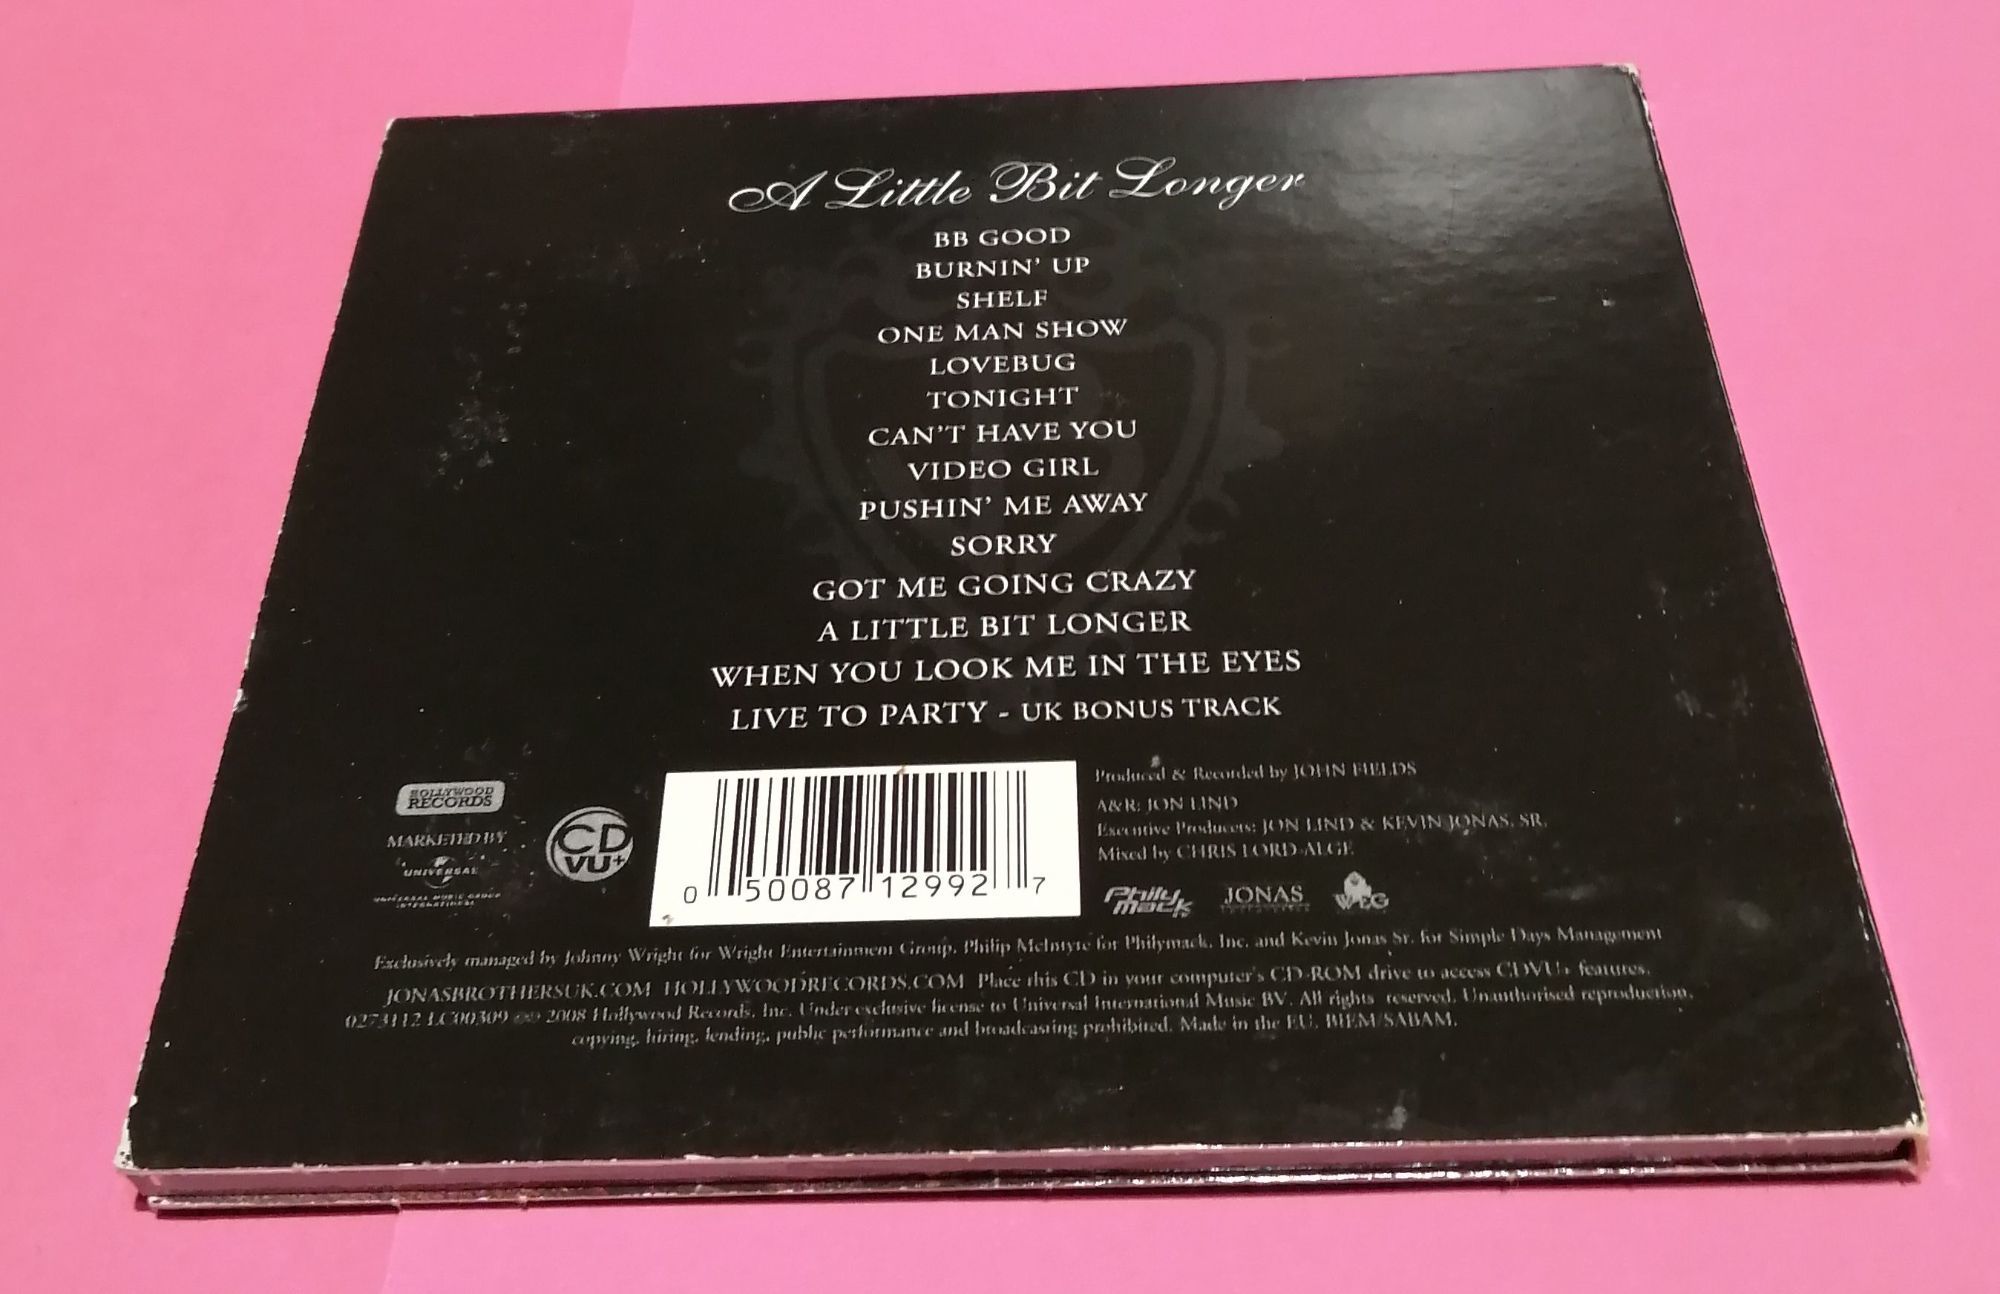 A Little Bit Longer
BB GOOD
BURNIN' UP
SHELF
ONE MAN SHOW
LOVEBUG
TONIGHT
CAN'T HAVE YOU
VIDEO GIRL
PUSHIN' ME AWAY
SORRY
GOT ME GOING CRAZY
A LITTLE BIT LONGER
WHEN YOU LOOK ME IN THE EYES
LIVE TO PARTY - UK BONUS TRACK
HOLLYWOOD
RECORDS
MARKETED BY
UNIVERSAL
UNIVERSAL MUSIC GROUP
INTERNATIONAL
CD
VU+
0 50087 12992 7
Produced & Recorded by JOHN FIELDS
A&R: JON LIND
Executive Producers: JON LIND & KEVIN JONAS, SR.
Mixed by CHRIS LORD-ALGE
Philly
mack
JONAS
WEG
Exclusively managed by Johnny Wright for Wright Entertainment Group, Philip McIntyre for Philymack, Inc. and Kevin Jonas Sr. for Simple Days Management
JONASBROTHERSUK.COM HOLLYWOODRECORDS.COM Place this CD in your computer's CD-ROM drive to access CDVU+ features.
0273112 LC00309 ℗© 2008 Hollywood Records, Inc. Under exclusive license to Universal International Music BV. All rights reserved. Unauthorised reproduction,
copying, hiring, lending, public performance and broadcasting prohibited. Made in the EU. BIEM/SABAM.